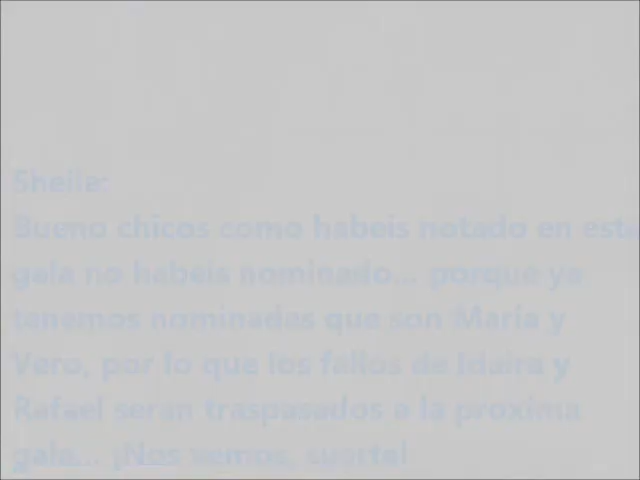 Sheila:
Bueno chicos como habeis notado en esta
gala no habeis nominado... porque ya
tenemos nominadas que son María y
Vero, por lo que los fallos de Idaira y
Rafael seran traspasados a la proxima
gala... ¡Nos vemos, suerte!